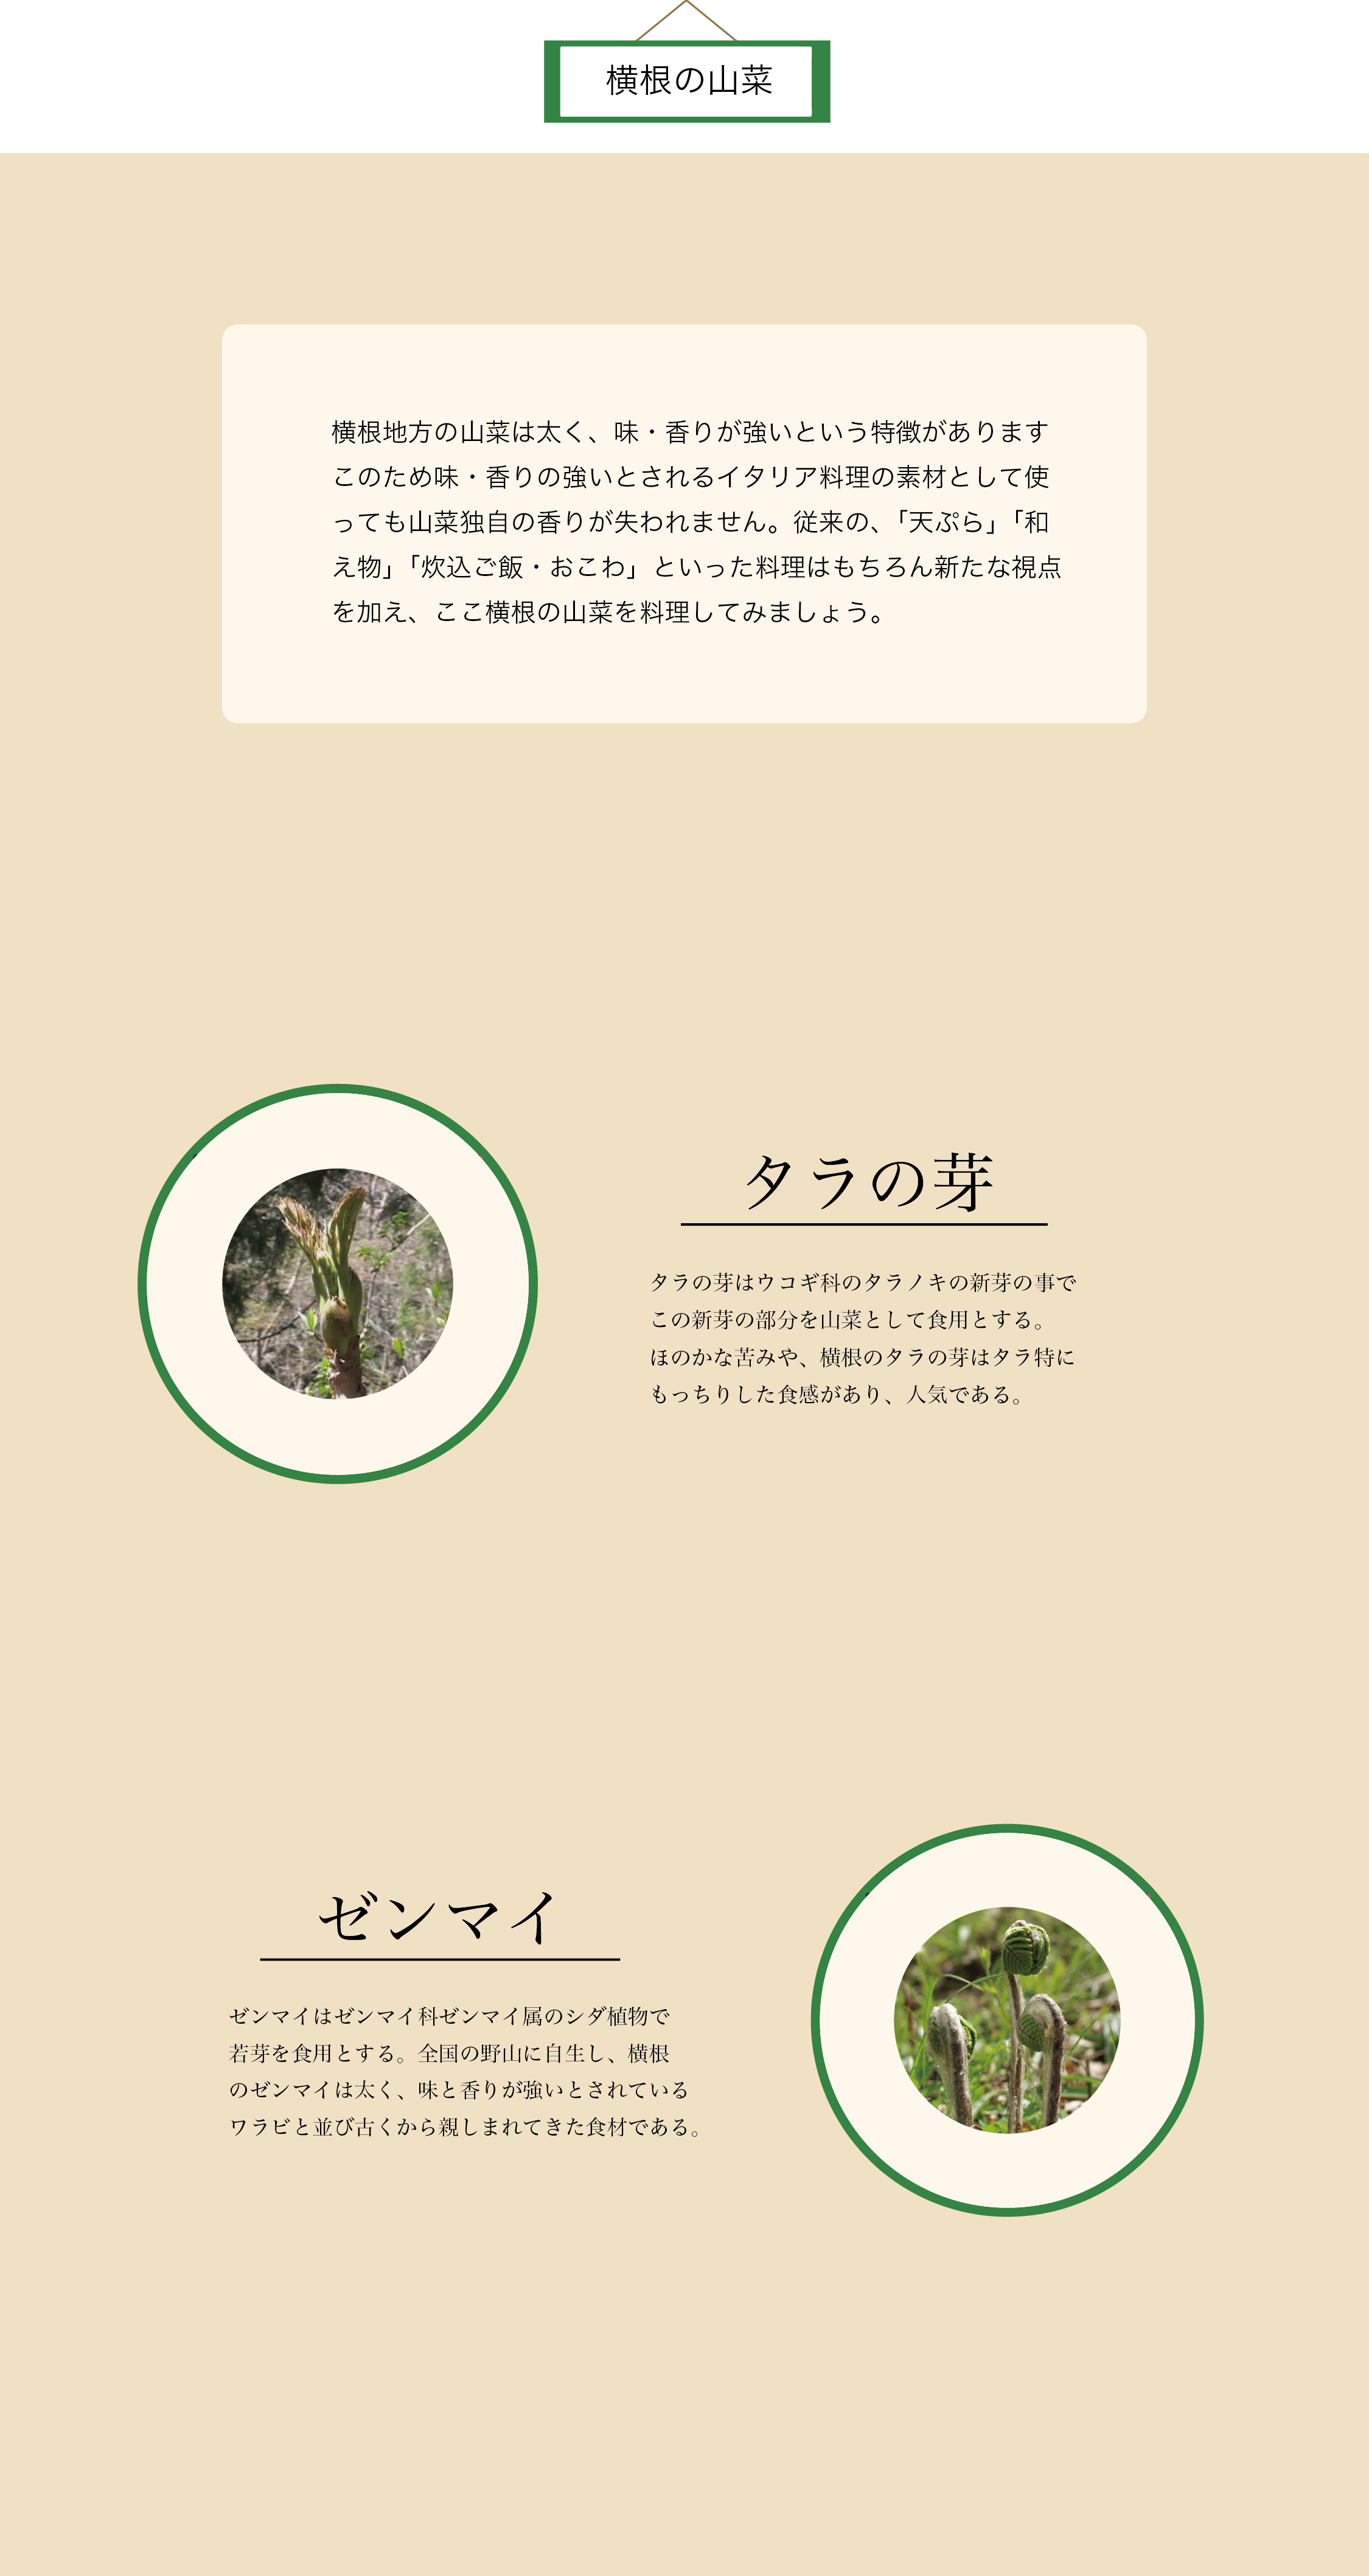 横根の山菜
横根地方の山菜は太く、味・香りが強いという特徴があります
このため味・香りの強いとされるイタリア料理の素材として使
っても山菜独自の香りが失われません。従来の、「天ぷら」「和
え物」「炊込ご飯・おこわ」といった料理はもちろん新たな視点
を加え、ここ横根の山菜を料理してみましょう。
タラの芽
タラの芽はウコギ科のタラノキの新芽の事で
この新芽の部分を山菜として食用とする。
ほのかな苦みや、横根のタラの芽はタラ特に
もっちりした食感があり、人気である。
ゼンマイ
ゼンマイはゼンマイ科ゼンマイ属のシダ植物で
若芽を食用とする。全国の野山に自生し、横根
のゼンマイは太く、味と香りが強いとされている
ワラビと並び古くから親しまれてきた食材である。